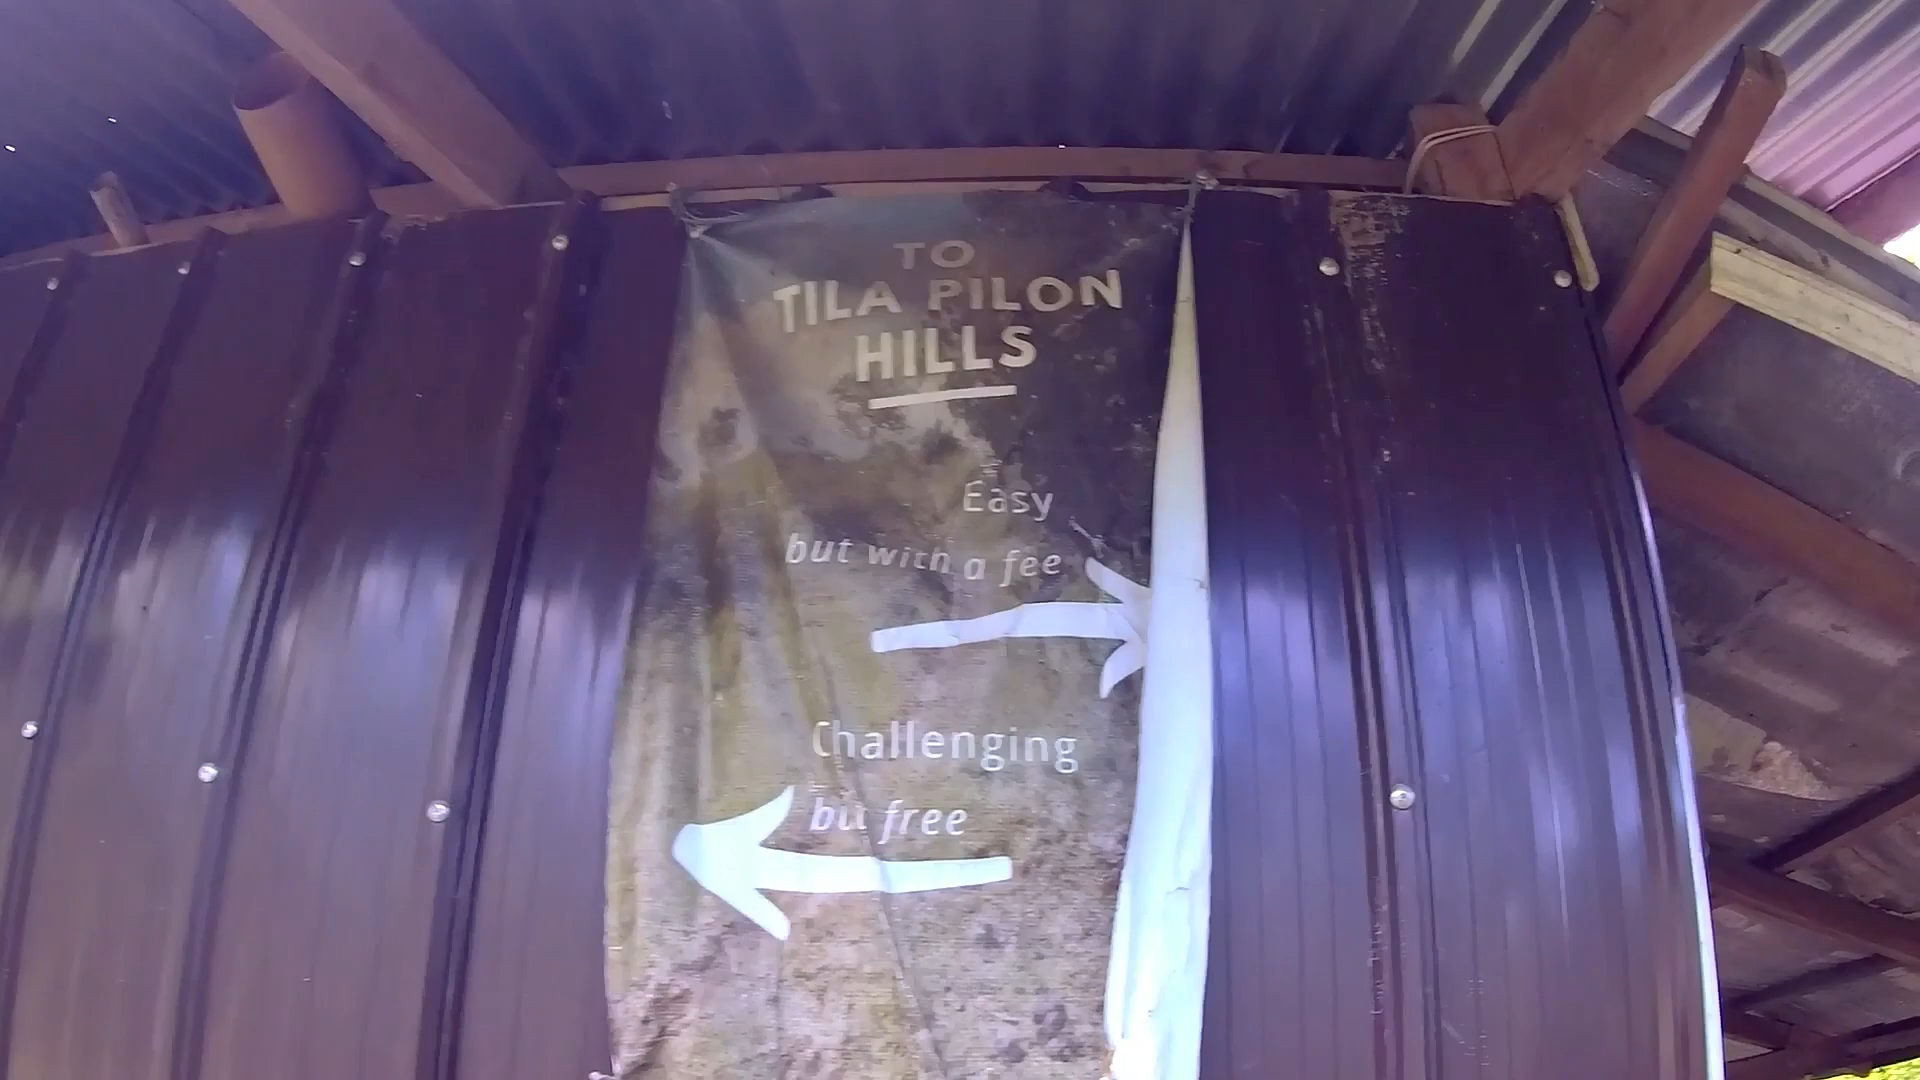 TO
TILA PILON
HILLS
Easy
but with a fee
Challenging
but free